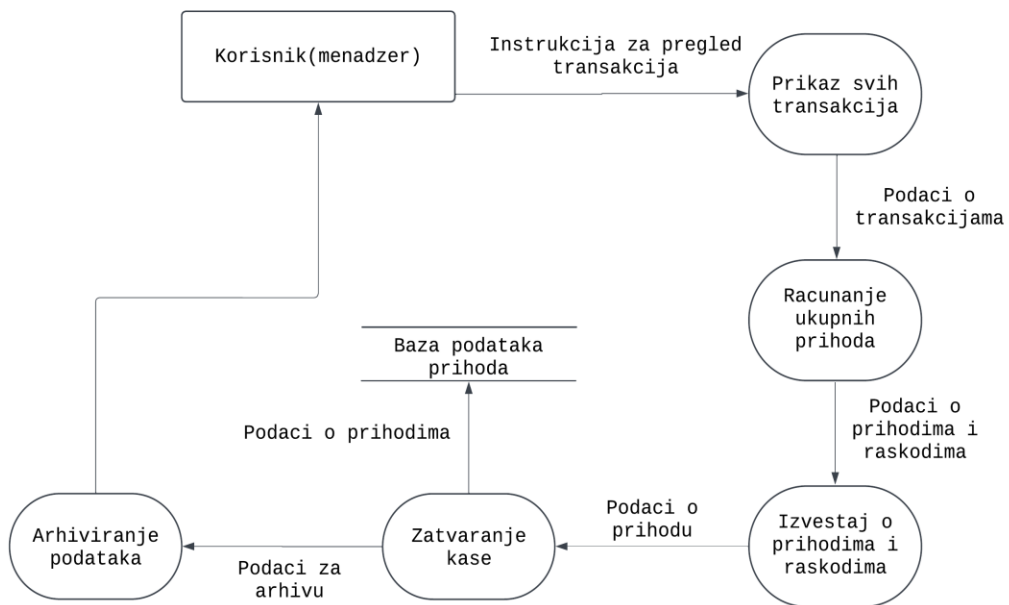 Korisnik(menadzer)
Instrukcija za pregled
transakcija
Prikaz svih
transakcija
Podaci o
transakcijama
Racunanje
ukupnih
prihoda
Baza podataka
prihoda
Podaci o
prihodima i
raskodima
Podaci o prihodima
Arhiviranje
podataka
Podaci za
arhivu
Zatvaranje
kase
Podaci o
prihodu
Izvestaj o
prihodima i
raskodima